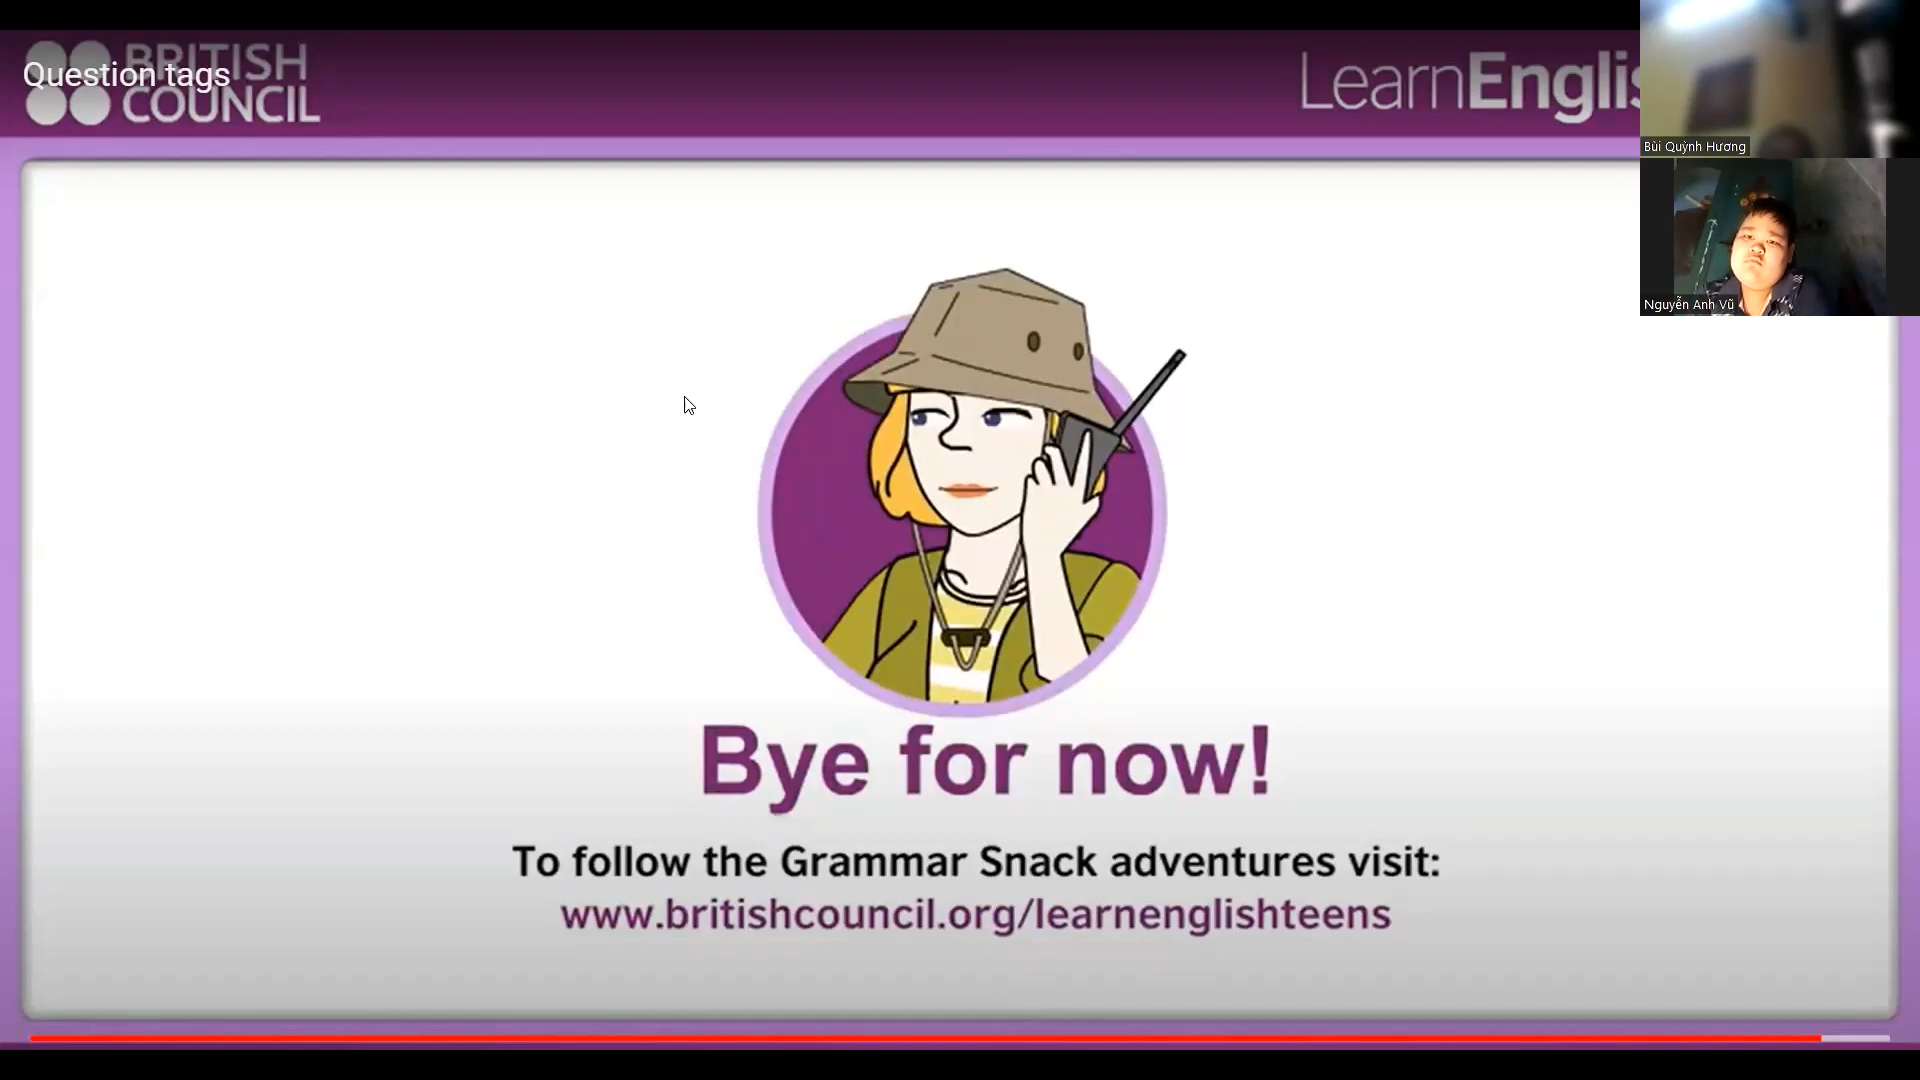 BRITISH
COUNCIL
Question tags
LearnEnglis
Bùi Quỳnh Hương
Nguyễn Anh Vũ
Bye for now!
To follow the Grammar Snack adventures visit:
www.britishcouncil.org/learnenglishteens